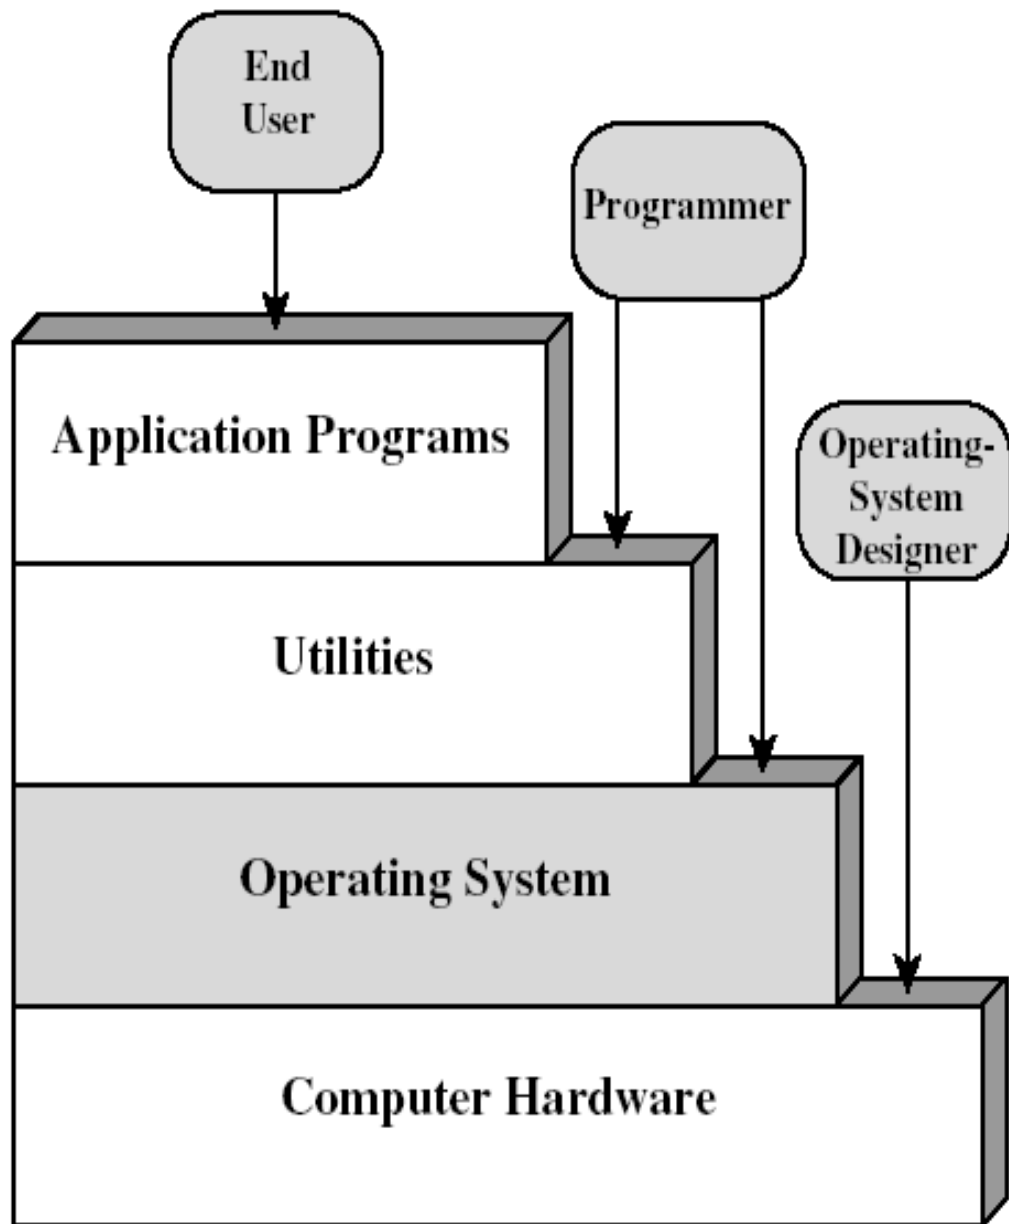 End
User
Programmer
Application Programs
Operating-
System
Designer
Utilities
Operating System
Computer Hardware